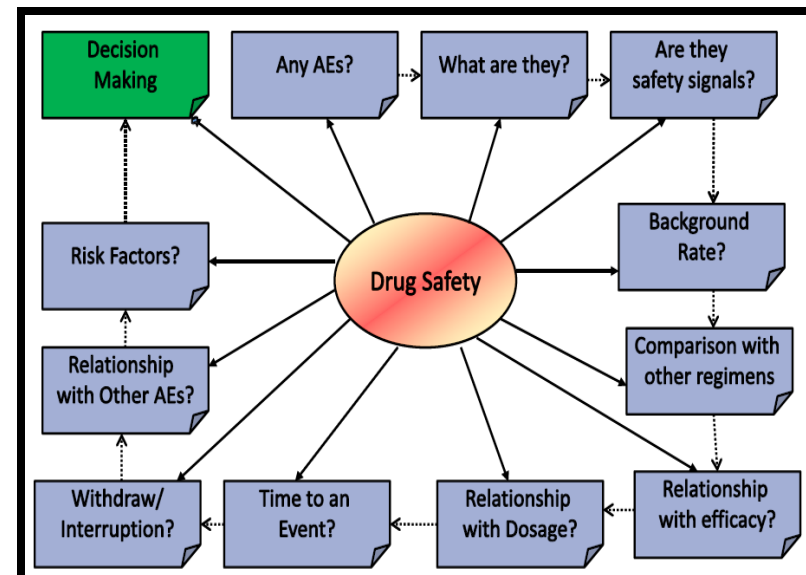 Decision
Making
Any AEs?
What are they?
Are they
safety signals?
Risk Factors?
Drug Safety
Background
Rate?
Relationship
with Other AEs?
Comparison with
other regimens
Withdraw/
Interruption?
Time to an
Event?
Relationship
with Dosage?
Relationship
with efficacy?